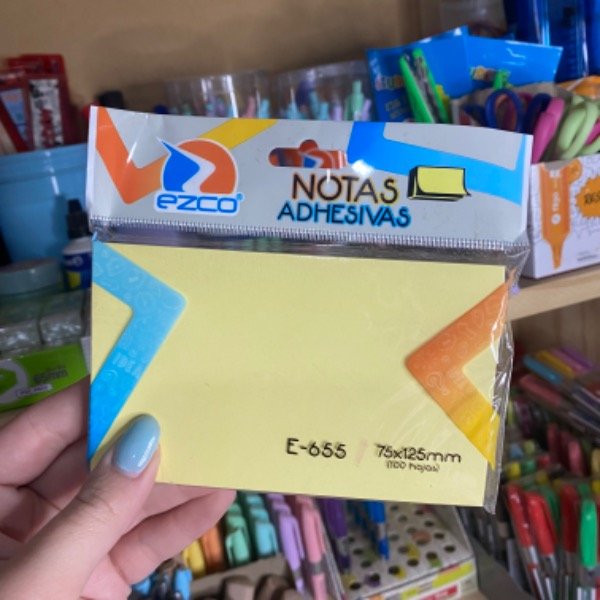 ezco®
NOTAS
ADHESIVAS
E-655
75x125mm
(100 hojas)